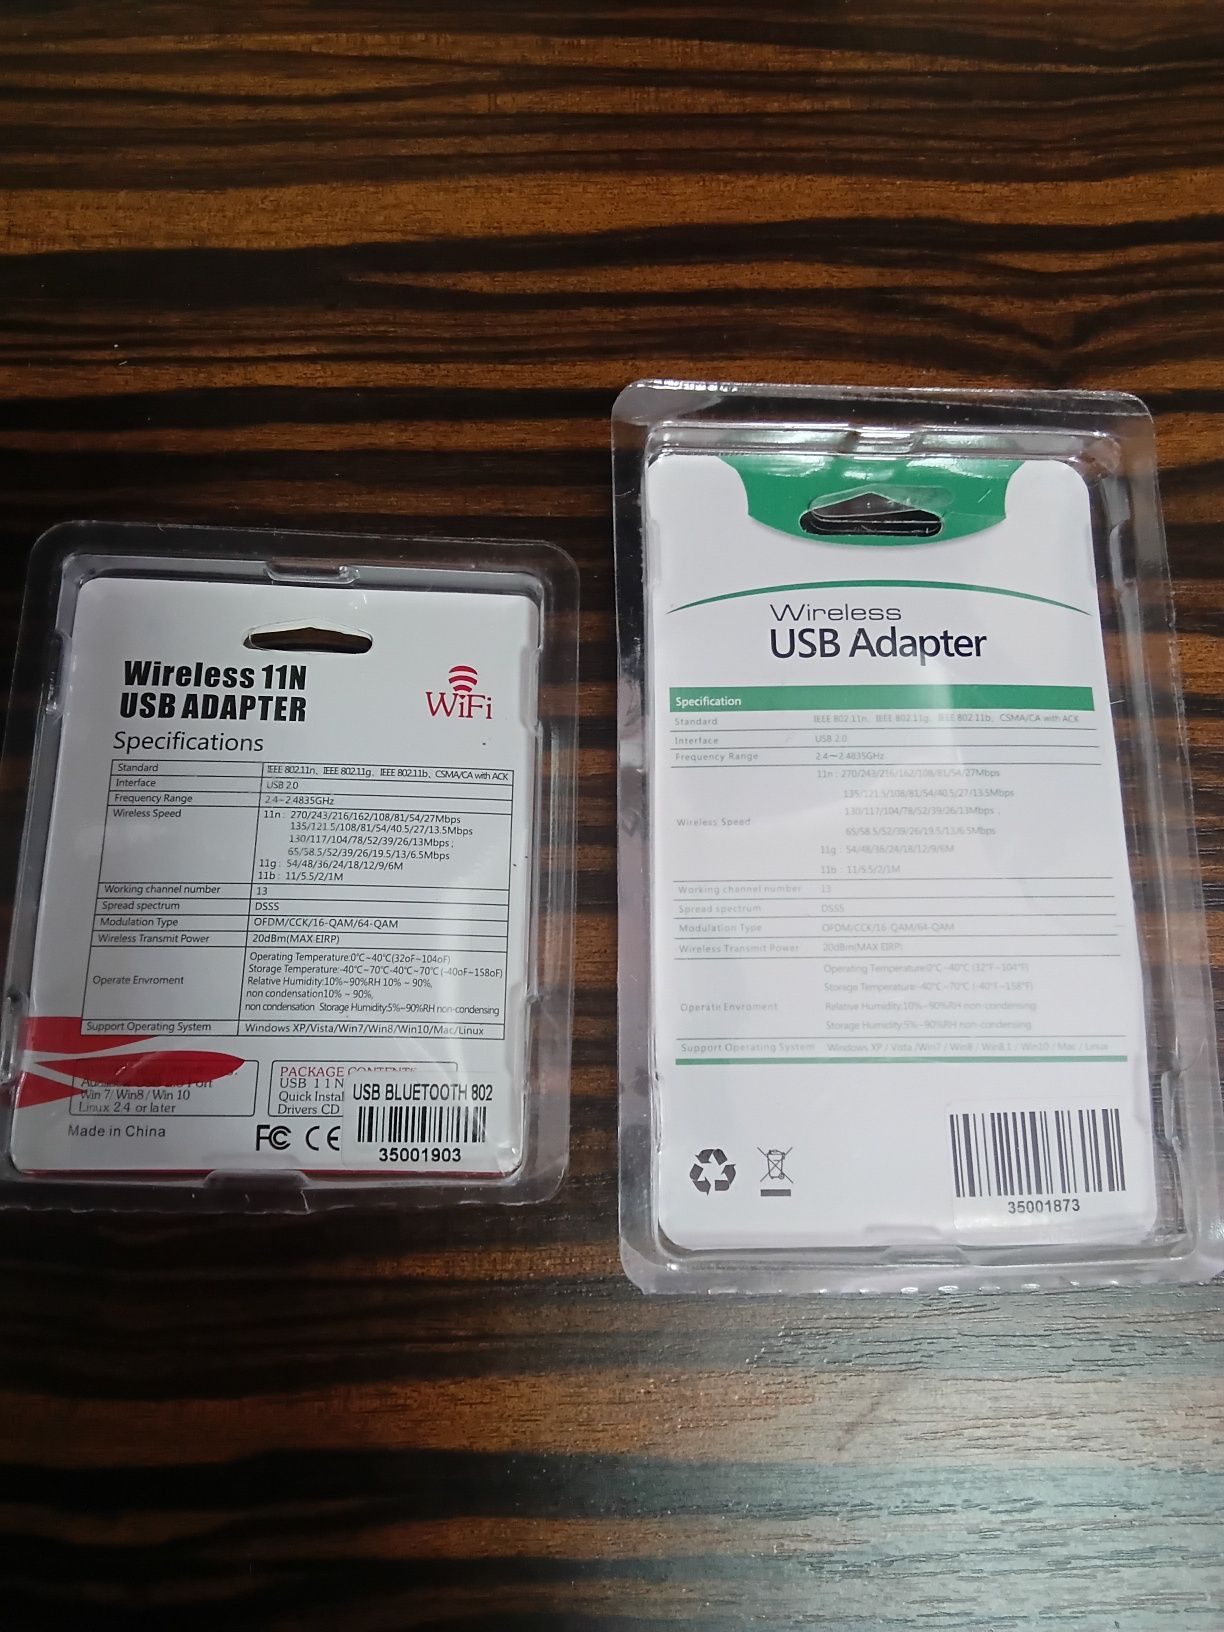 Wireless 11N
USB ADAPTER
WiFi
Specifications
Standard IEEE 802.11n、IEEE 802.11g、IEEE 802.11b、CSMA/CA with ACK
Interface USB 2.0
Frequency Range 2.4~2.4835GHz
Wireless Speed 11n : 270/243/216/162/108/81/54/27Mbps
135/121.5/108/81/54/40.5/27/13.5Mbps
130/117/104/78/52/39/26/13Mbps ;
65/58.5/52/39/26/19.5/13/6.5Mbps
11g : 54/48/36/24/18/12/9/6M
11b : 11/5.5/2/1M
Working channel number 13
Spread spectrum DSSS
Modulation Type OFDM/CCK/16-QAM/64-QAM
Wireless Transmit Power 20dBm(MAX EIRP)
Operate Enviroment Operating Temperature:0℃~40℃(32oF~104oF)
Storage Temperature:-40℃~70℃-40℃~70℃ (-40oF~158oF)
Relative Humidity:10%~90%RH 10% ~ 90%,
non condensation10% ~ 90%,
non condensation Storage Humidity:5%~90%RH non-condensing
Support Operating System Windows XP/Vista/Win7/Win8/Win10/Mac/Linux
Port
Win 7/ Win8 / Win 10
Linux 2.4 or later
PACKAGE CONTENTS
USB 11N
Quick Instal
Drivers CD
Made in China
FC CE
USB BLUETOOTH 802
35001903
Wireless
USB Adapter
Specification
Standard IEEE 802.11n、IEEE 802.11g、IEEE 802.11b、CSMA/CA with ACK
Interface USB 2.0
Frequency Range 2.4~2.4835GHz
Wireless Speed 11n : 270/243/216/162/108/81/54/27Mbps
135/121.5/108/81/54/40.5/27/13.5Mbps
130/117/104/78/52/39/26/13Mbps ;
65/58.5/52/39/26/19.5/13/6.5Mbps
11g : 54/48/36/24/18/12/9/6M
11b : 11/5.5/2/1M
Working channel number 13
Spread spectrum DSSS
Modulation Type OFDM/CCK/16-QAM/64-QAM
Wireless Transmit Power 20dBm(MAX EIRP)
Operate Enviroment Operating Temperature:0℃~40℃ (32°F~104°F)
Storage Temperature:-40℃~70℃ (-40°F~158°F)
Relative Humidity:10%~90%RH non-condensing
Storage Humidity:5%~90%RH non-condensing
Support Operating System Windows XP / Vista /Win7 / Win8 / Win8.1 / Win10 / Mac / Linux
35001873